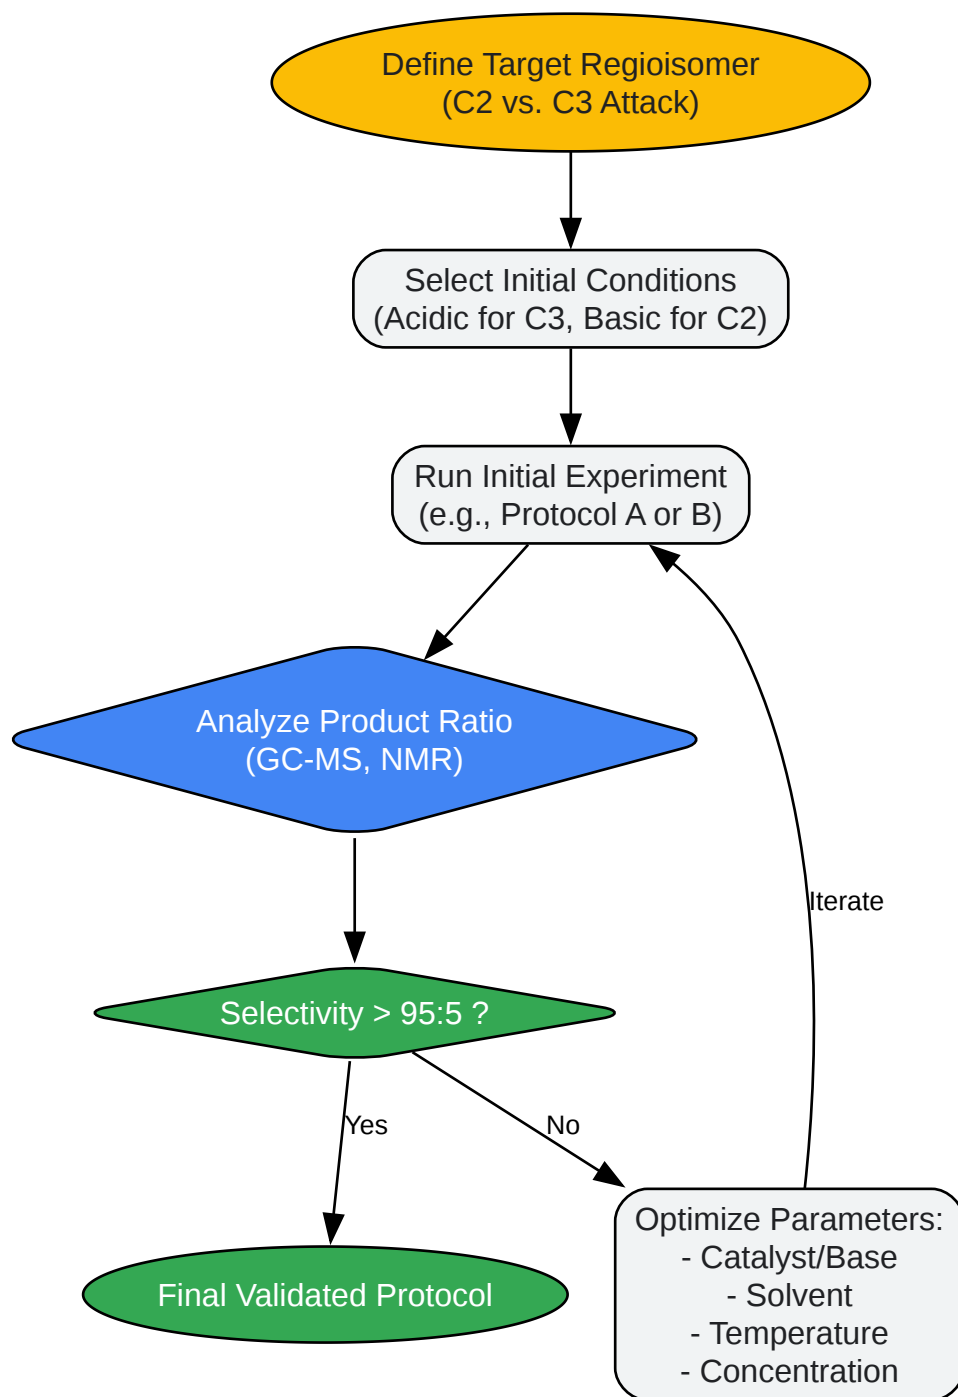 Define Target Regioisomer
(C2 vs. C3 Attack)
Select Initial Conditions
(Acidic for C3, Basic for C2)
Run Initial Experiment
(e.g., Protocol A or B)
Analyze Product Ratio
(GC-MS, NMR)
Iterate
Selectivity > 95:5 ?
Yes
No
Final Validated Protocol
Optimize Parameters:
- Catalyst/Base
- Solvent
- Temperature
- Concentration